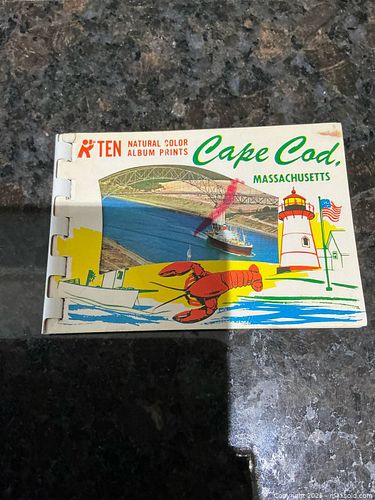 TEN NATURAL COLOR
ALBUM PRINTS
Cape Cod,
MASSACHUSETTS